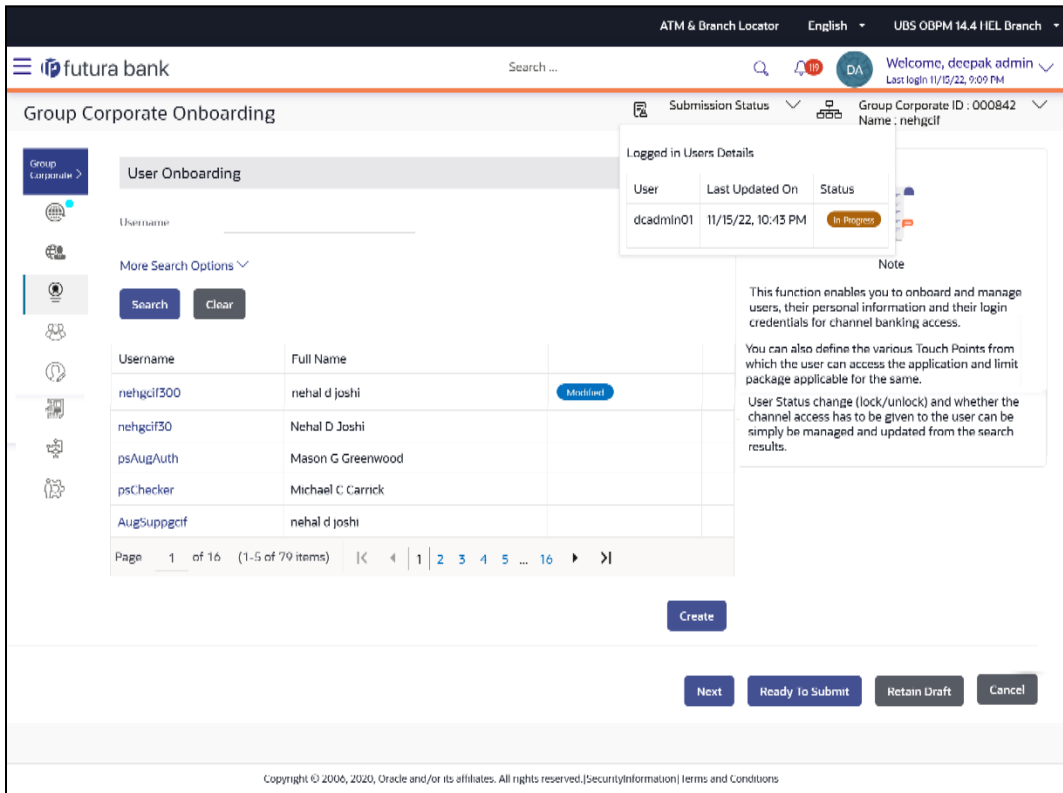 ATM & Branch Locator English UBS OBPM 14.4 HEL Branch
futura bank Search ... 119 DA Welcome, deepak admin
Last login 11/15/22, 9:09 PM
Group Corporate Onboarding Submission Status Group Corporate ID : 000842
Name : nehgcif
Group
Corporate >
User Onboarding
Username
More Search Options
Search Clear
Logged in Users Details
User Last Updated On Status
dcadmin01 11/15/22, 10:43 PM In Progress
Note
This function enables you to onboard and manage
users, their personal information and their login
credentials for channel banking access.
You can also define the various Touch Points from
which the user can access the application and limit
package applicable for the same.
User Status change (lock/unlock) and whether the
channel access has to be given to the user can be
simply be managed and updated from the search
results.
Username Full Name
nehgcif300 nehal d joshi Modified
nehgcif30 Nehal D Joshi
psAugAuth Mason G Greenwood
psChecker Michael C Carrick
AugSuppgcif nehal d joshi
Page 1 of 16 (1-5 of 79 items) 1 2 3 4 5 ... 16
Create
Next Ready To Submit Retain Draft Cancel
Copyright © 2006, 2020, Oracle and/or its affiliates. All rights reserved.|SecurityInformation|Terms and Conditions